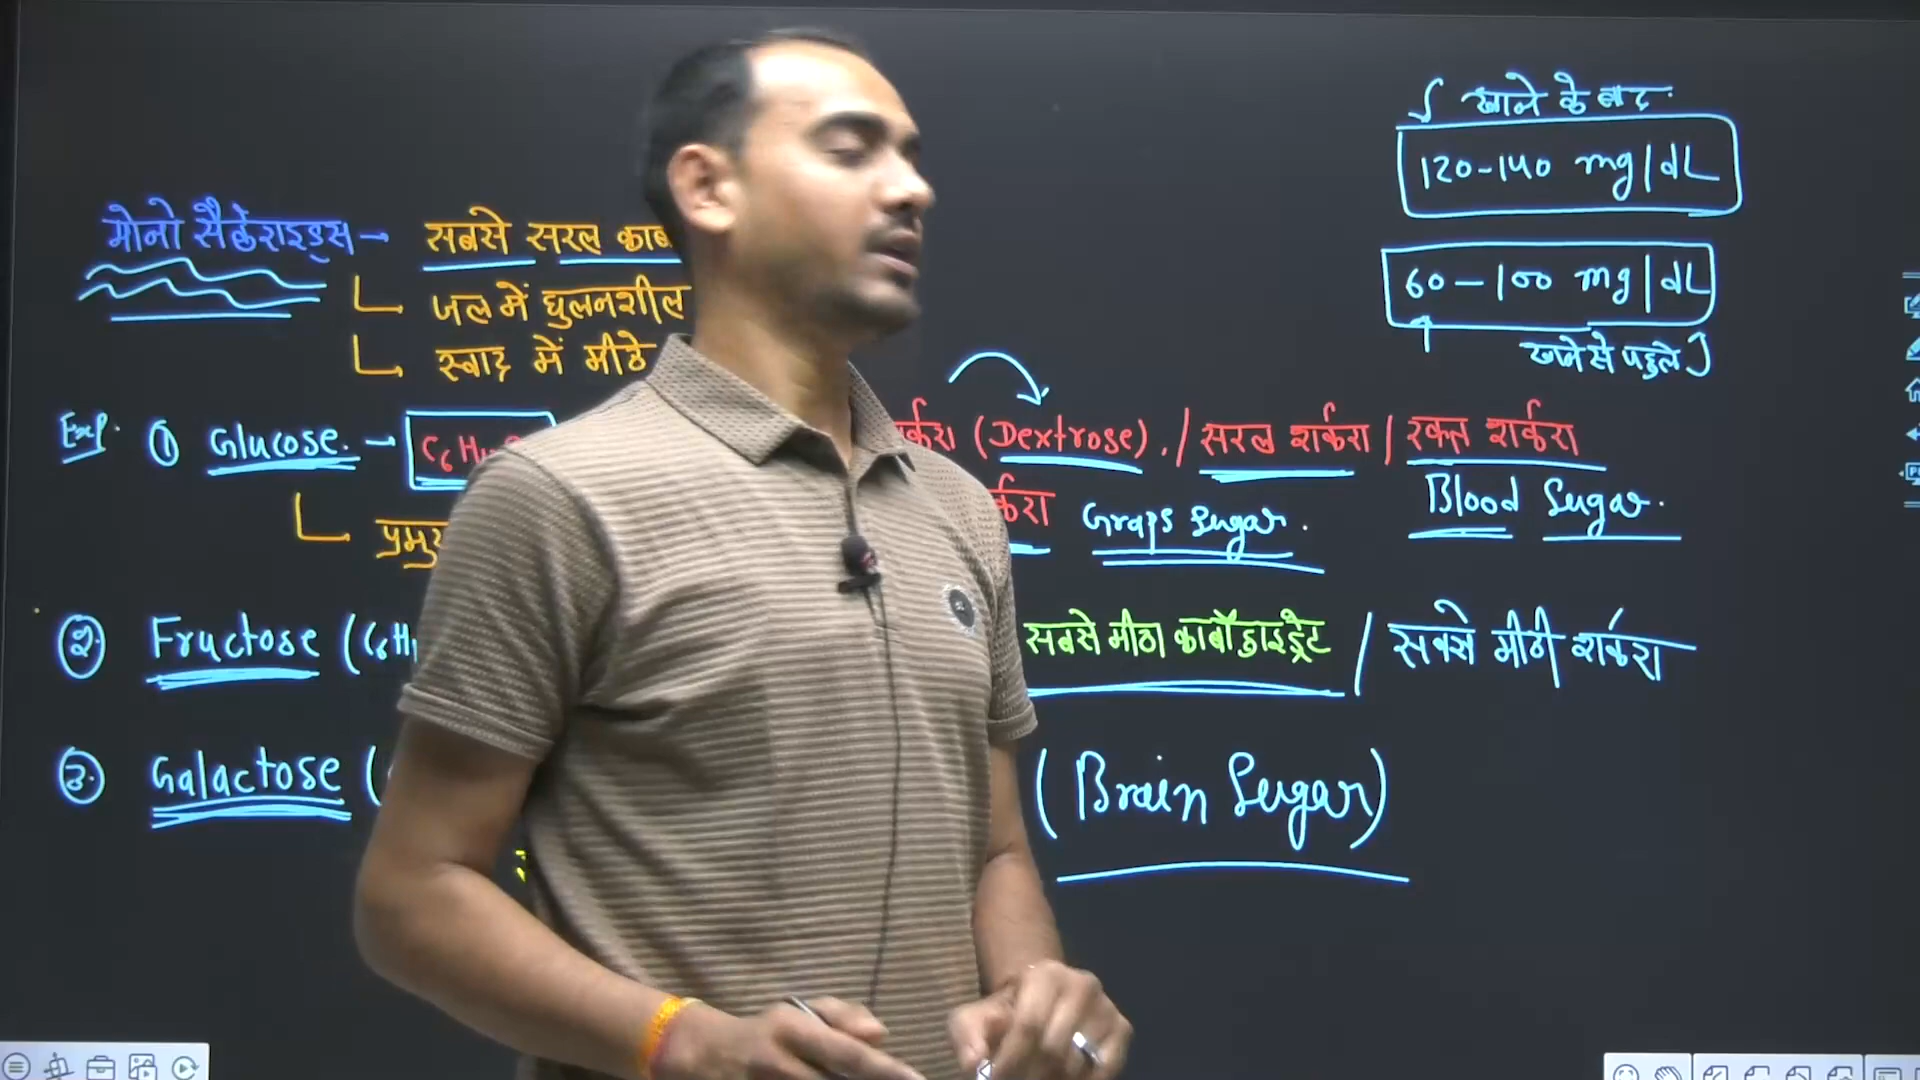 खाने के बाद
120-140 mg/dL
60-100 mg/dL
खाने से पहले
मोनो सैकेराइड्स → सबसे सरल
जल में घुलनशील
स्वाद में मीठे
Exp. ① Glucose. → (Dextrose). / सरल शर्करा / रक्त शर्करा
Graps Sugar. Blood Sugar.
② Fructose ( सबसे मीठा कार्बोहाइड्रेट / सबसे मीठी शर्करा
③ Galactose ( (Brain Sugar)